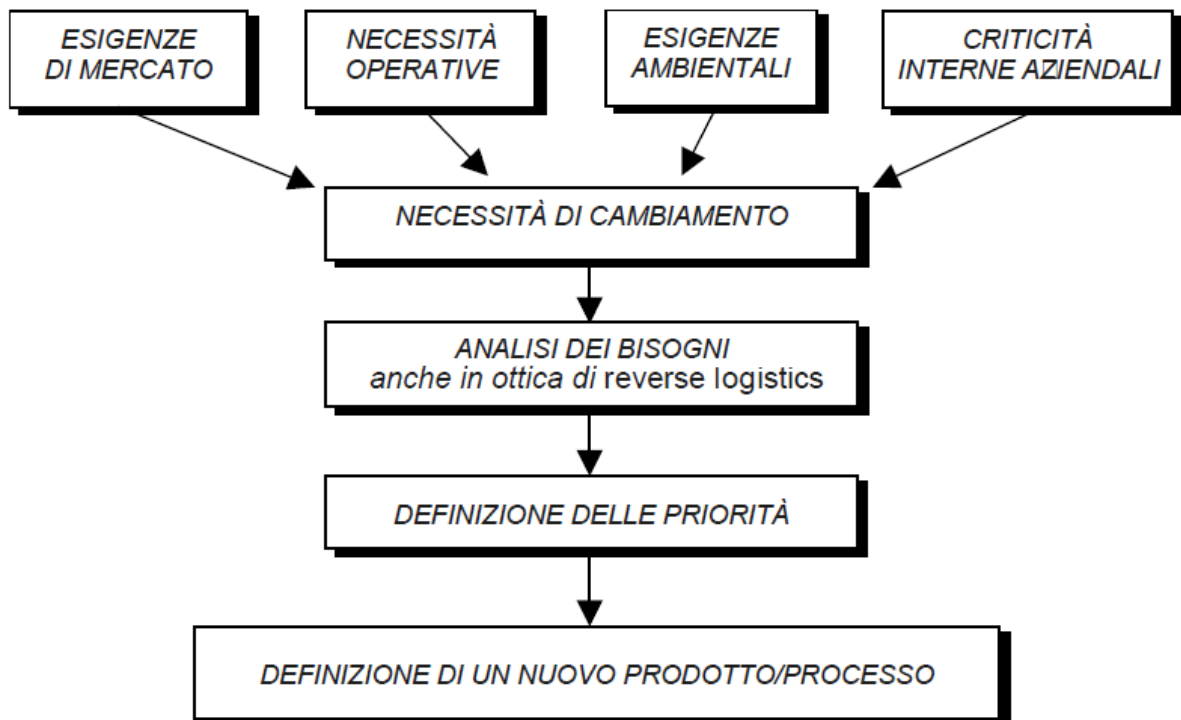 ESIGENZE
DI MERCATO
NECESSITÀ
OPERATIVE
ESIGENZE
AMBIENTALI
CRITICITÀ
INTERNE AZIENDALI
NECESSITÀ DI CAMBIAMENTO
ANALISI DEI BISOGNI
anche in ottica di reverse logistics
DEFINIZIONE DELLE PRIORITÀ
DEFINIZIONE DI UN NUOVO PRODOTTO/PROCESSO